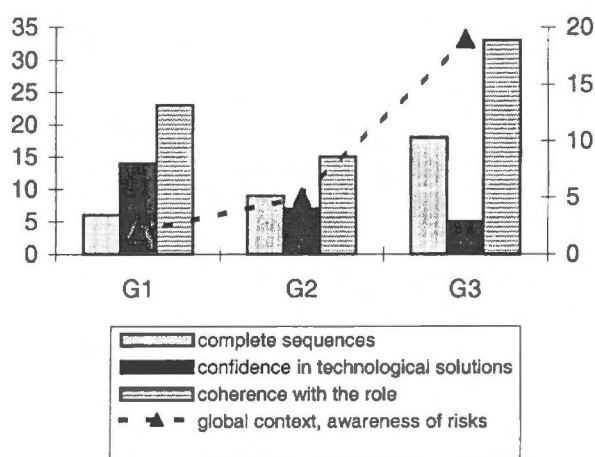 35
30
25
20
15
10
5
0
20
15
10
5
0
G1 G2 G3
complete sequences
confidence in technological solutions
coherence with the role
global context, awareness of risks